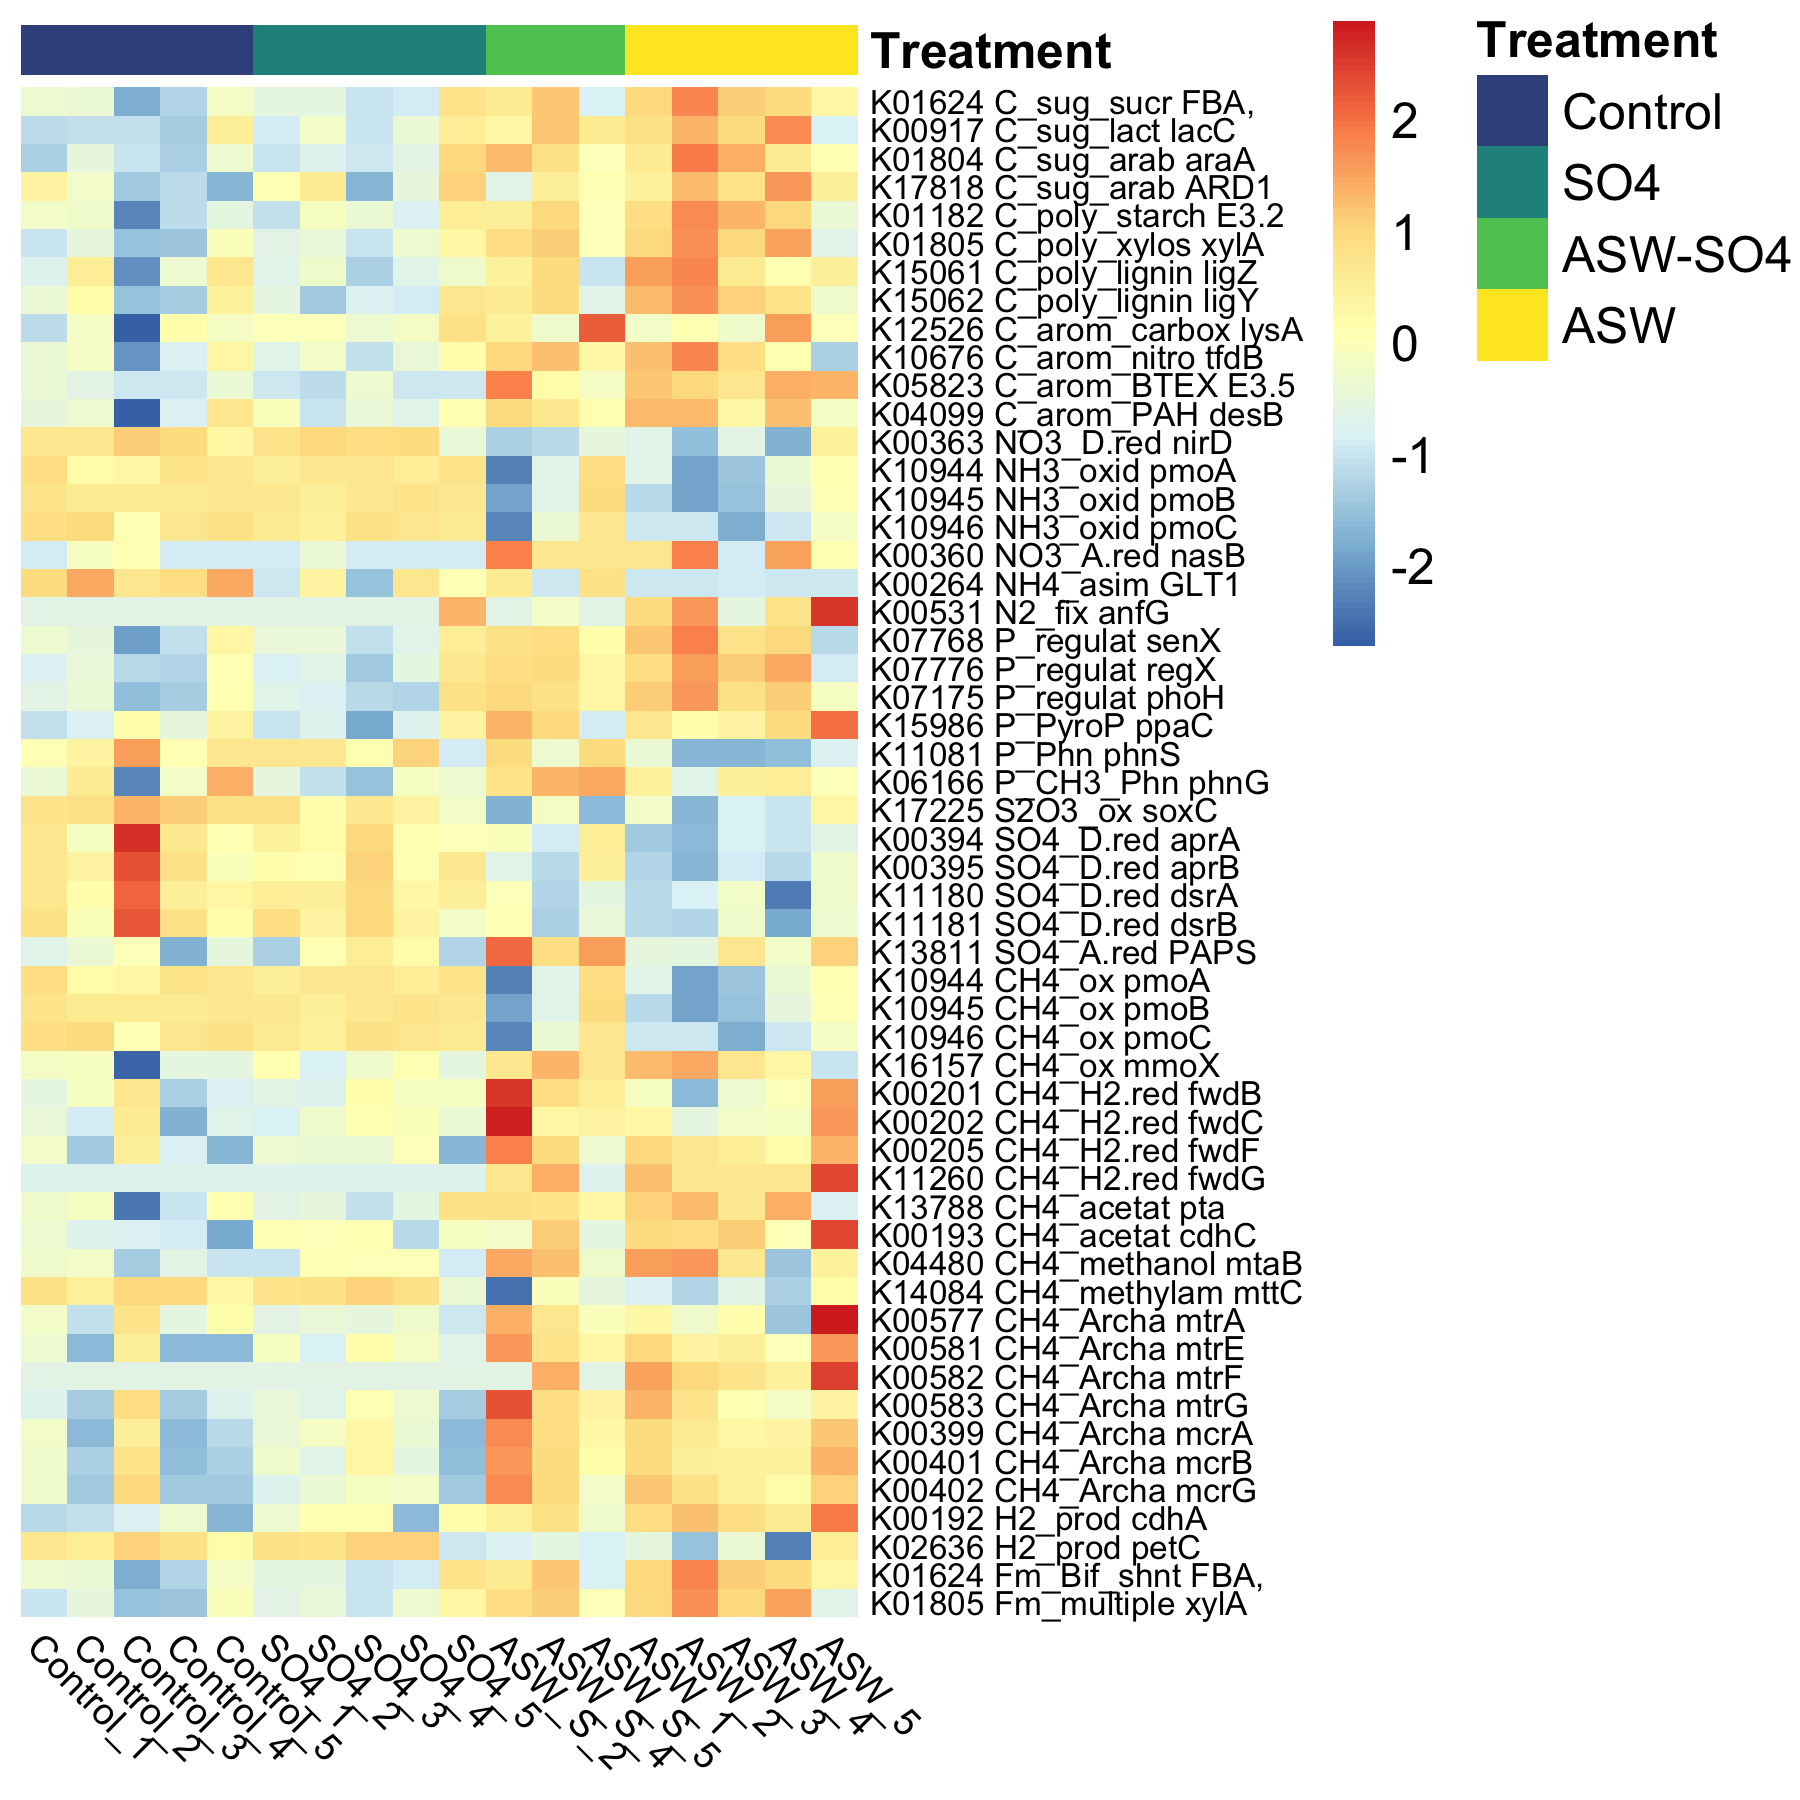 Treatment
K01624 C_sug_sucr FBA,
K00917 C_sug_lact lacC
K01804 C_sug_arab araA
K17818 C_sug_arab ARD1
K01182 C_poly_starch E3.2
K01805 C_poly_xylos xylA
K15061 C_poly_lignin ligZ
K15062 C_poly_lignin ligY
K12526 C_arom_carbox lysA
K10676 C_arom_nitro tfdB
K05823 C_arom_BTEX E3.5
K04099 C_arom_PAH desB
K00363 NO3_D.red nirD
K10944 NH3_oxid pmoA
K10945 NH3_oxid pmoB
K10946 NH3_oxid pmoC
K00360 NO3_A.red nasB
K00264 NH4_asim GLT1
K00531 N2_fix anfG
K07768 P_regulat senX
K07776 P_regulat regX
K07175 P_regulat phoH
K15986 P_PyroP ppaC
K11081 P_Phn phnS
K06166 P_CH3_Phn phnG
K17225 S2O3_ox soxC
K00394 SO4_D.red aprA
K00395 SO4_D.red aprB
K11180 SO4_D.red dsrA
K11181 SO4_D.red dsrB
K13811 SO4_A.red PAPS
K10944 CH4_ox pmoA
K10945 CH4_ox pmoB
K10946 CH4_ox pmoC
K16157 CH4_ox mmoX
K00201 CH4_H2.red fwdB
K00202 CH4_H2.red fwdC
K00205 CH4_H2.red fwdF
K11260 CH4_H2.red fwdG
K13788 CH4_acetat pta
K00193 CH4_acetat cdhC
K04480 CH4_methanol mtaB
K14084 CH4_methylam mttC
K00577 CH4_Archa mtrA
K00581 CH4_Archa mtrE
K00582 CH4_Archa mtrF
K00583 CH4_Archa mtrG
K00399 CH4_Archa mcrA
K00401 CH4_Archa mcrB
K00402 CH4_Archa mcrG
K00192 H2_prod cdhA
K02636 H2_prod petC
K01624 Fm_Bif_shnt FBA,
K01805 Fm_multiple xylA
Control_1
Control_2
Control_3
Control_4
Control_5
SO4_1
SO4_2
SO4_3
SO4_4
SO4_5
ASW_S_2
ASW_S_4
ASW_S_5
ASW_1
ASW_2
ASW_3
ASW_4
ASW_5
2
1
0
-1
-2
Treatment
Control
SO4
ASW-SO4
ASW